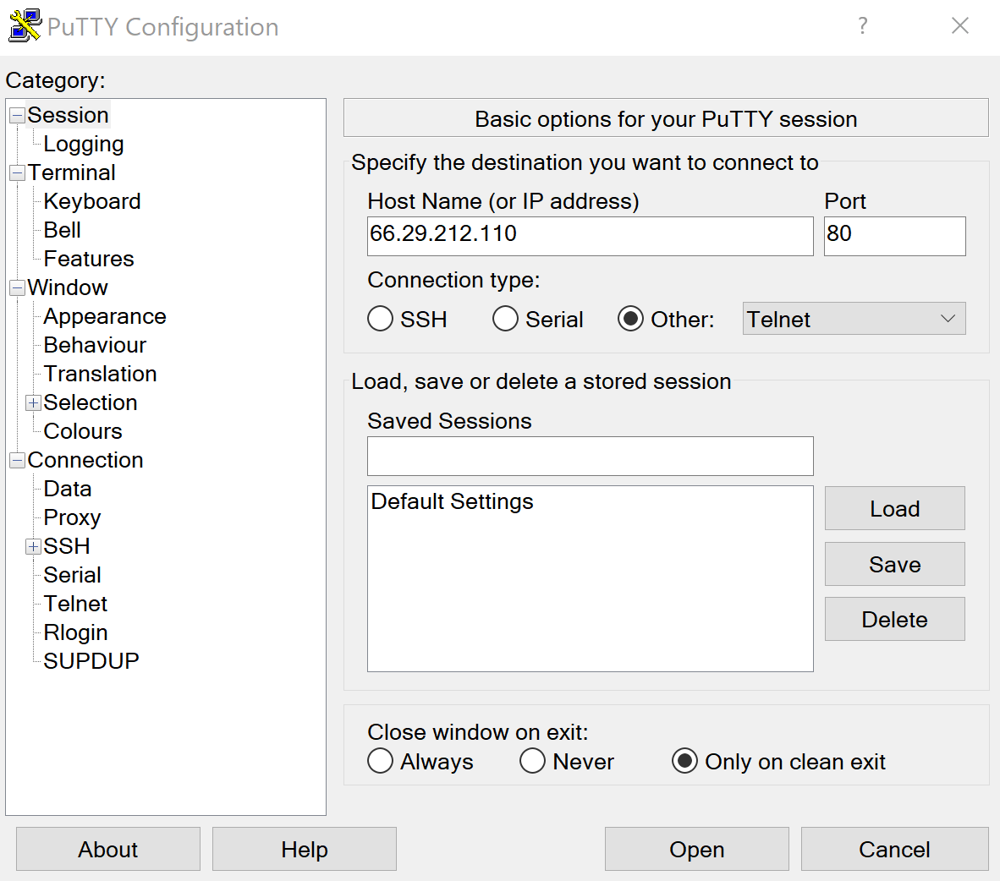 PuTTY Configuration
?
Category:
Session
Logging
Terminal
Keyboard
Bell
Features
Window
Appearance
Behaviour
Translation
Selection
Colours
Connection
Data
Proxy
SSH
Serial
Telnet
Rlogin
SUPDUP
Basic options for your PuTTY session
Specify the destination you want to connect to
Host Name (or IP address) Port
66.29.212.110 80
Connection type:
SSH Serial Other: Telnet
Load, save or delete a stored session
Saved Sessions
Default Settings
Load
Save
Delete
Close window on exit:
Always Never Only on clean exit
About Help Open Cancel